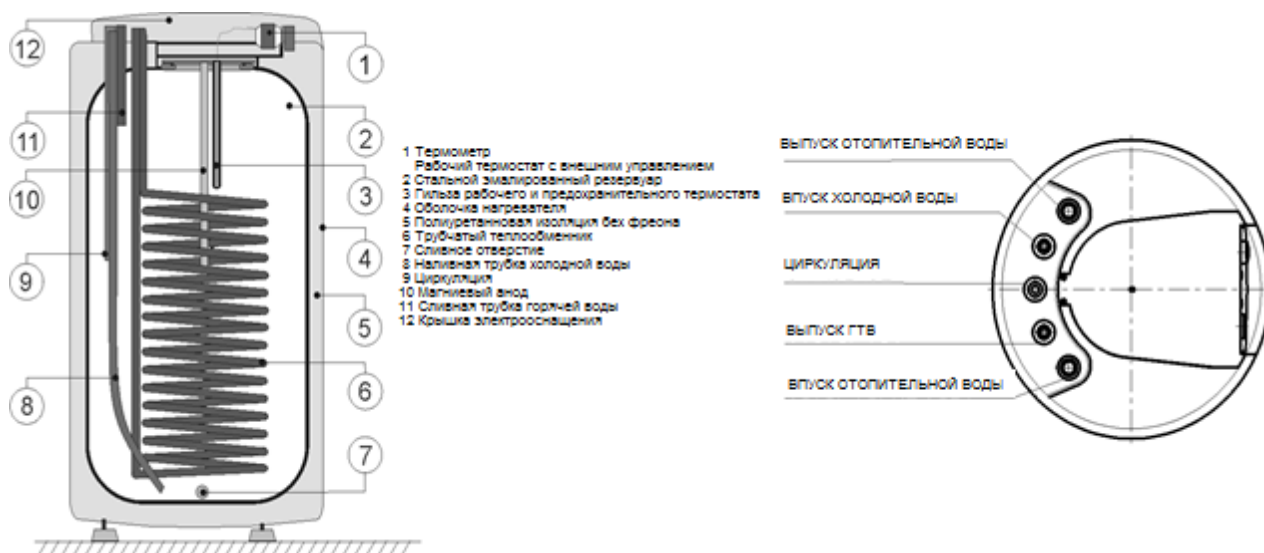 12
1
11
2
10
3
9
4
5
8
6
7
1 Термометр
Рабочий термостат с внешним управлением
2 Стальной эмалированный резервуар
3 Гильза рабочего и предохранительного термостата
4 Оболочка нагревателя
5 Полиуретанновая изоляция бех фреона
6 Трубчатый теплообменник
7 Сливное отверстие
8 Наливная трубка холодной воды
9 Циркуляция
10 Магниевый анод
11 Сливная трубка горячей воды
12 Крышка электрооснащения
ВЫПУСК ОТОПИТЕЛЬНОЙ ВОДЫ
ВПУСК ХОЛОДНОЙ ВОДЫ
ЦИРКУЛЯЦИЯ
ВЫПУСК ГТВ
ВПУСК ОТОПИТЕЛЬНОЙ ВОДЫ